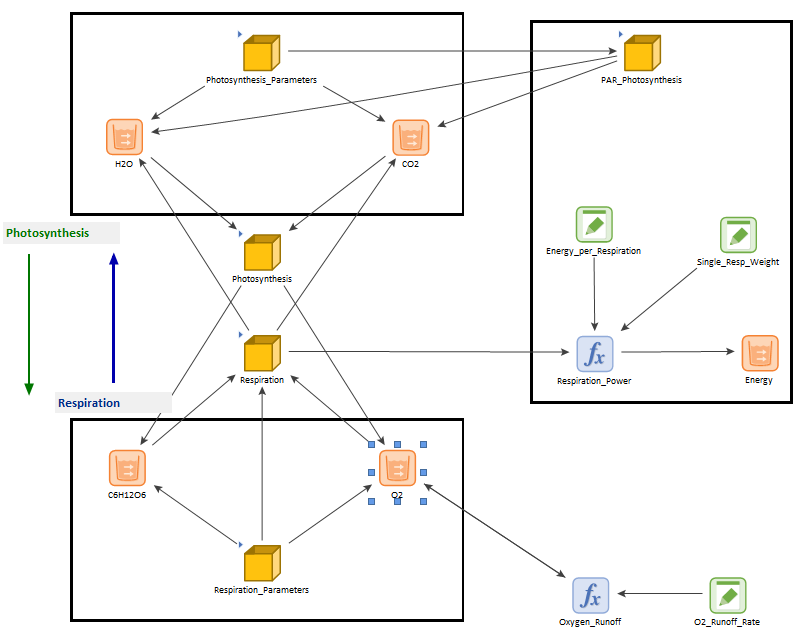 Photosynthesis_Parameters
PAR_Photosynthesis
H2O
CO2
Photosynthesis
Energy_per_Respiration
Single_Resp_Weight
Photosynthesis
Respiration
Respiration_Power
Energy
Respiration
C6H12O6
O2
Respiration_Parameters
Oxygen_Runoff
O2_Runoff_Rate